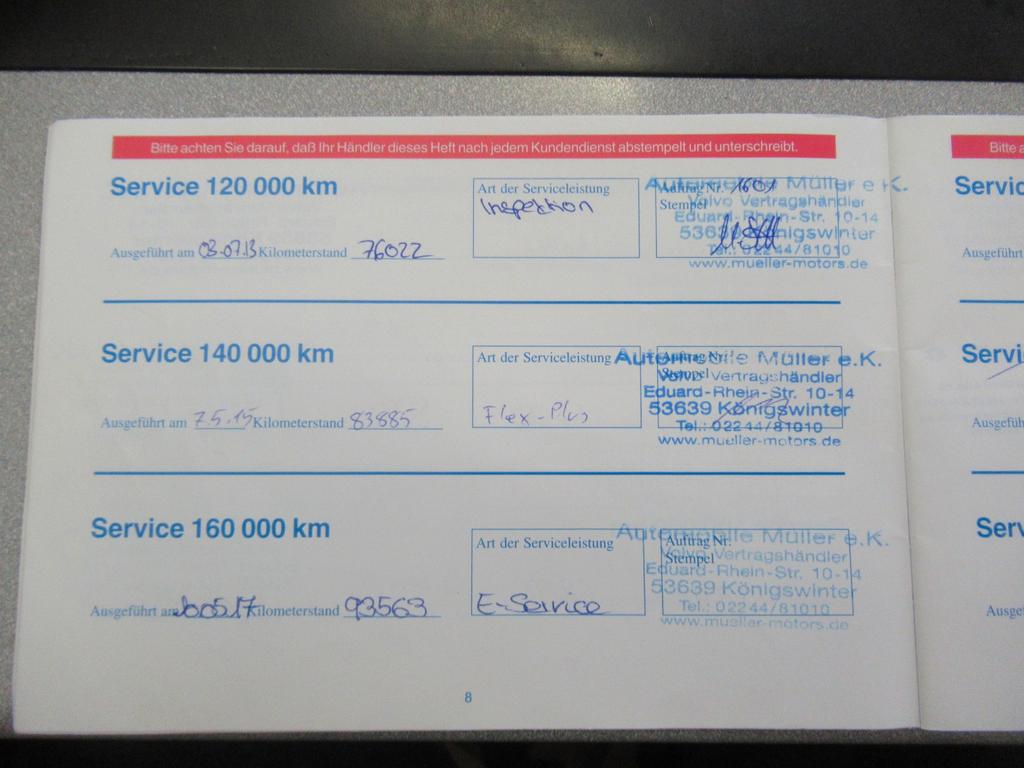 Bitte achten Sie darauf, daß Ihr Händler dieses Heft nach jedem Kundendienst abstempelt und unterschreibt.
Service 120 000 km
Art der Serviceleistung
Inspektion
Auftrag Nr.
Stempel
Automobile Müller e.K.
Volvo Vertragshändler
Eduard-Rhein-Str. 10-14
53639 Königswinter
Tel.: 02244/81010
www.mueller-motors.de
Ausgeführt am 03.07.13 Kilometerstand 76022
Service 140 000 km
Art der Serviceleistung
Flex-Plus
Auftrag Nr.
Stempel
Automobile Müller e.K.
Volvo Vertragshändler
Eduard-Rhein-Str. 10-14
53639 Königswinter
Tel.: 02244/81010
www.mueller-motors.de
Ausgeführt am 7.5.15 Kilometerstand 83885
Service 160 000 km
Art der Serviceleistung
E-Service
Auftrag Nr.
Stempel
Automobile Müller e.K.
Volvo Vertragshändler
Eduard-Rhein-Str. 10-14
53639 Königswinter
Tel.: 02244/81010
www.mueller-motors.de
Ausgeführt am Kilometerstand 93563
8
Bitte